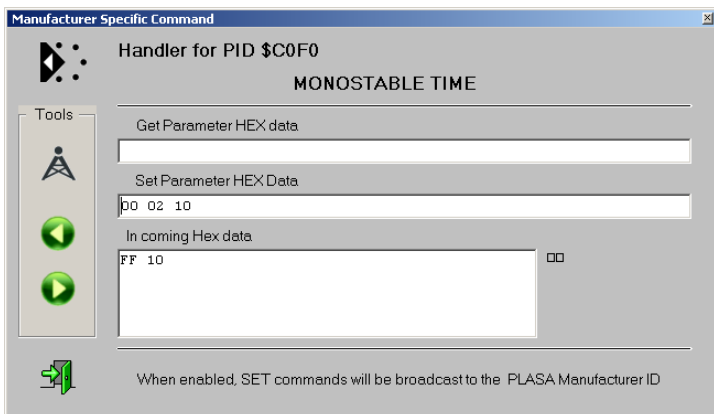 Manufacturer Specific Command
Handler for PID $C0F0
MONOSTABLE TIME
Tools
Get Parameter HEX data
Set Parameter HEX Data
00 02 10
In coming Hex data
FF 10
When enabled, SET commands will be broadcast to the PLASA Manufacturer ID